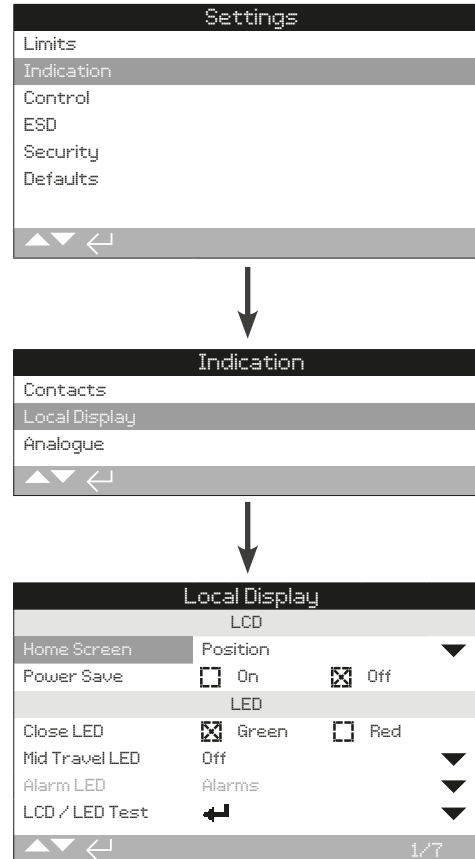 Settings
Limits
Indication
Control
ESD
Security
Defaults
Indication
Contacts
Local Display
Analogue
Local Display
LCD
Home Screen Position
Power Save On Off
LED
Close LED Green Red
Mid Travel LED Off
Alarm LED Alarms
LCD / LED Test
1/7